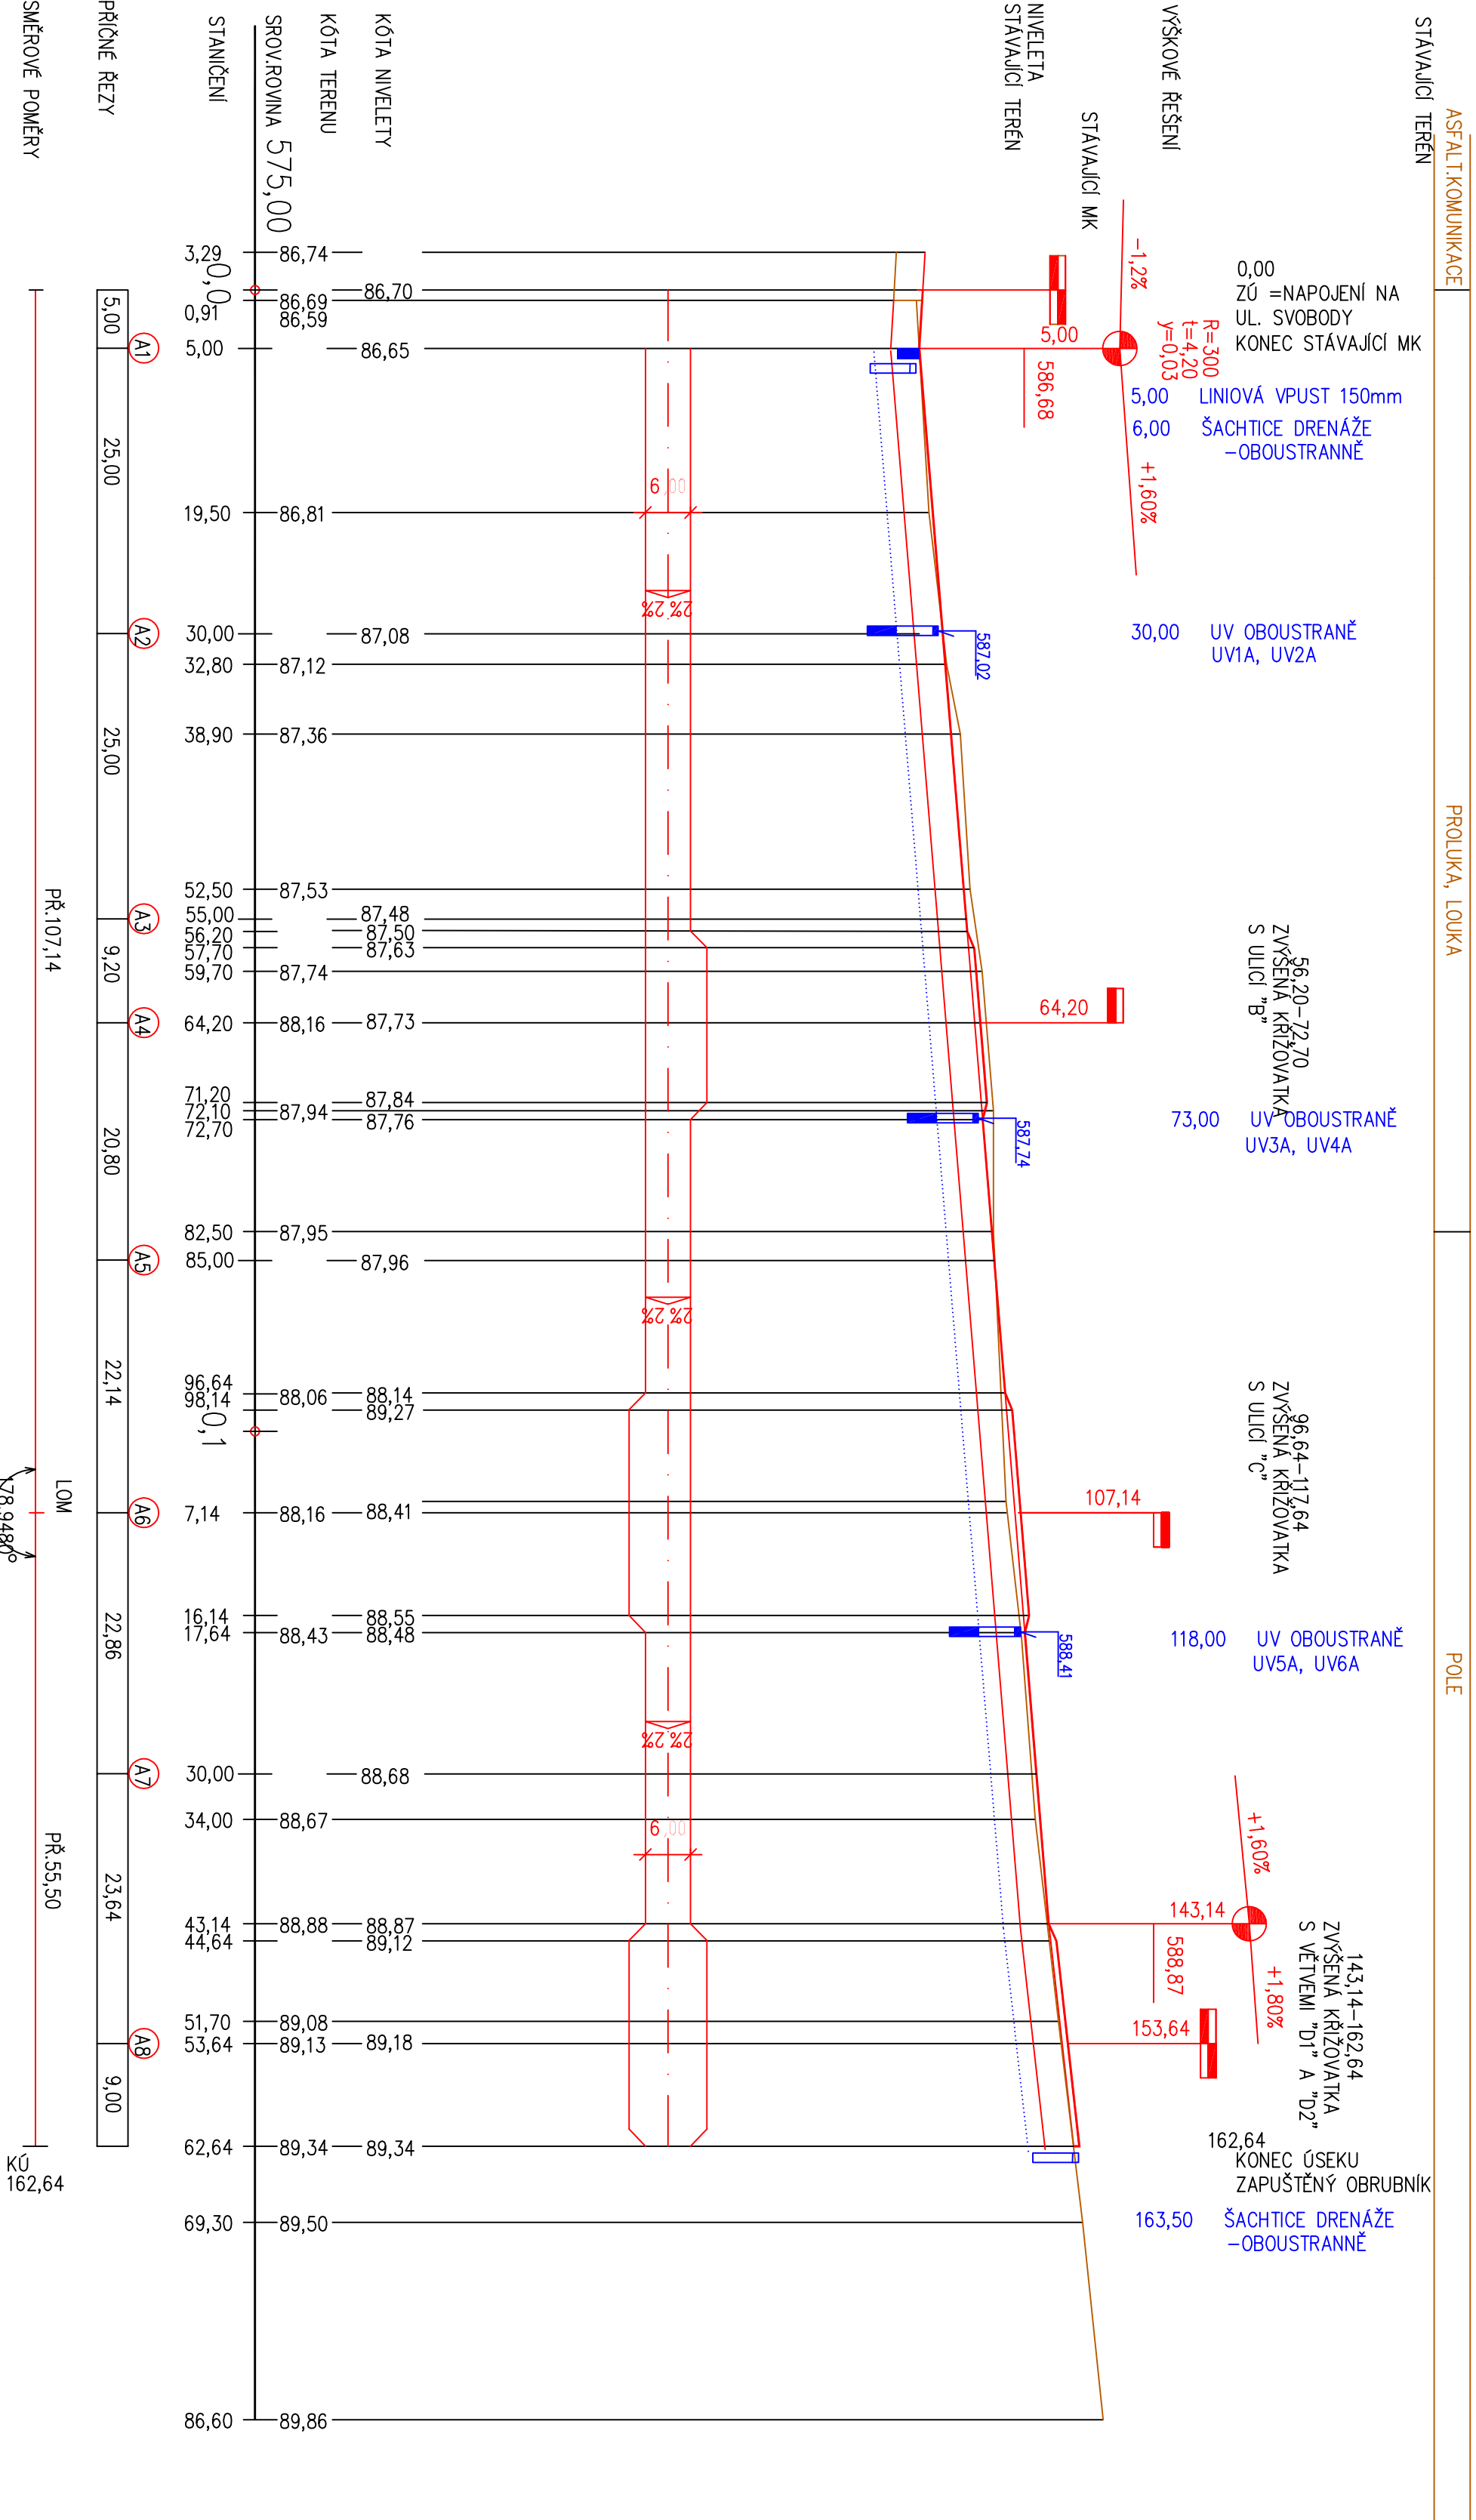 STÁVAJÍCÍ TERÉN
ASFALT.KOMUNIKACE
PROLUKA, LOUKA
POLE
VÝŠKOVÉ ŘEŠENÍ
STÁVAJÍCÍ MK
NIVELETA
STÁVAJÍCÍ TERÉN
KÓTA NIVELETY
KÓTA TERENU
SROV.ROVINA 575,00
STANIČENÍ
PŘÍČNÉ ŘEZY
SMĚROVÉ POMĚRY
0,00
ZÚ =NAPOJENÍ NA
UL. SVOBODY
KONEC STÁVAJÍCÍ MK
-1,2%
R=300
t=4,20
y=0,03
5,00
586,68
+1,60%
5,00 LINIOVÁ VPUST 150mm
6,00 ŠACHTICE DRENÁŽE
-OBOUSTRANNĚ
30,00 UV OBOUSTRANĚ
UV1A, UV2A
587,02
56,20-72,70
ZVÝŠENÁ KŘIŽOVATKA
S ULICÍ "B"
64,20
73,00 UV OBOUSTRANĚ
UV3A, UV4A
587,74
96,64-117,64
ZVÝŠENÁ KŘIŽOVATKA
S ULICÍ "C"
107,14
118,00 UV OBOUSTRANĚ
UV5A, UV6A
588,41
+1,60%
143,14
588,87
+1,80%
153,64
143,14-162,64
ZVÝŠENÁ KŘIŽOVATKA
S VĚTVEMI "D1" A "D2"
162,64
KONEC ÚSEKU
ZAPUŠTĚNÝ OBRUBNÍK
163,50 ŠACHTICE DRENÁŽE
-OBOUSTRANNĚ
6,00
2% 2%
2% 2%
2% 2%
6,00
3,29 86,74
0,0
86,70
0,91 86,69
86,59
5,00 86,65
19,50 86,81
30,00 87,08
32,80 87,12
38,90 87,36
52,50 87,53
55,00 87,48
56,20 87,50
57,70 87,63
59,70 87,74
64,20 88,16 87,73
71,20 87,84
72,10 87,94
72,70 87,76
82,50 87,95
85,00 87,96
96,64 88,06 88,14
98,14 89,27
0,1
7,14 88,16 88,41
16,14 88,55
17,64 88,43 88,48
30,00 88,68
34,00 88,67
43,14 88,88 88,87
44,64 89,12
51,70 89,08
53,64 89,13 89,18
62,64 89,34 89,34
69,30 89,50
86,60 89,86
A1
A2
A3
A4
A5
A6
A7
A8
5,00
25,00
25,00
9,20
20,80
22,14
22,86
23,64
9,00
PŘ.107,14
LOM
178,9480°
PŘ.55,50
KÚ
162,64